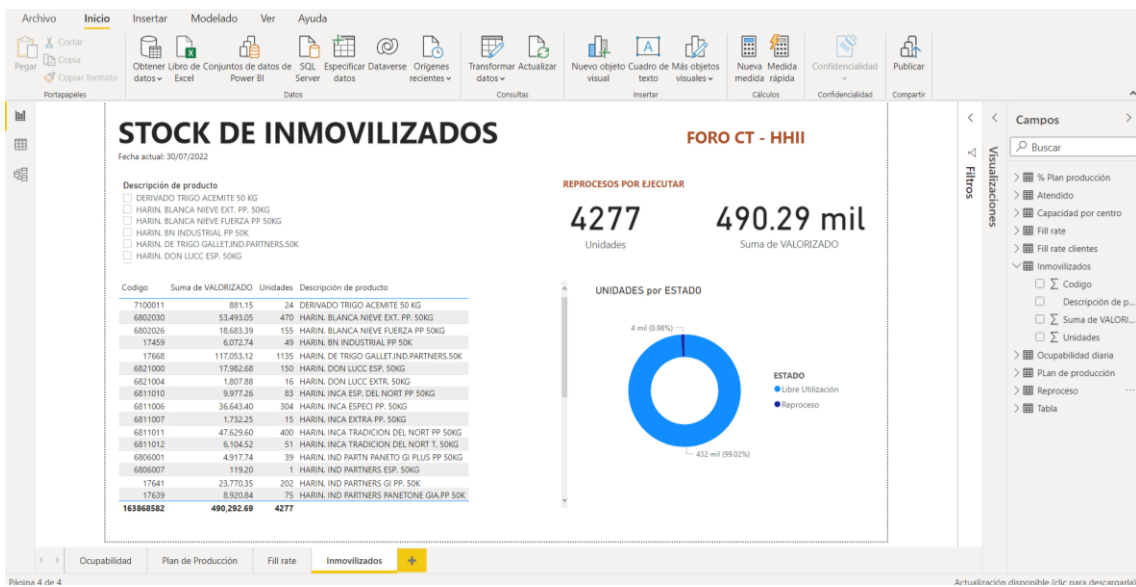 Archivo Inicio Insertar Modelado Ver Ayuda
Pegar
Cortar
Copia
Copiar formato
Portapapeles
Obtener datos
Libro de Excel
Conjuntos de datos de Power BI
SQL Server
Especificar datos
Dataverse
Orígenes recientes
Datos
Transformar datos
Actualizar
Consultas
Nuevo objeto visual
Cuadro de texto
Más objetos visuales
Insertar
Nueva medida
Medida rápida
Cálculos
Confidencialidad
Confidencialidad
Publicar
Compartir
STOCK DE INMOVILIZADOS
Fecha actual: 30/07/2022
FORO CT - HHII
Descripción de producto
DERIVADO TRIGO ACEMITE 50 KG
HARIN. BLANCA NIEVE EXT. PP. 50KG
HARIN. BLANCA NIEVE FUERZA PP 50KG
HARIN. BN INDUSTRIAL PP 50K
HARIN. DE TRIGO GALLET.IND.PARTNERS.50K
HARIN. DON LUCC ESP. 50KG
REPROCESOS POR EJECUTAR
4277
Unidades
490.29 mil
Suma de VALORIZADO
Codigo Suma de VALORIZADO Unidades Descripción de producto
7100011 881.15 24 DERIVADO TRIGO ACEMITE 50 KG
6802030 53,493.05 470 HARIN. BLANCA NIEVE EXT. PP. 50KG
6802026 18,683.39 155 HARIN. BLANCA NIEVE FUERZA PP 50KG
17459 6,072.74 49 HARIN. BN INDUSTRIAL PP 50K
17668 117,053.12 1135 HARIN. DE TRIGO GALLET.IND.PARTNERS.50K
6821000 17,982.68 150 HARIN. DON LUCC ESP. 50KG
6821004 1,807.88 16 HARIN. DON LUCC EXTR. 50KG
6811010 9,977.26 83 HARIN. INCA ESP. DEL NORT PP 50KG
6811006 36,643.40 304 HARIN. INCA ESPECI PP. 50KG
6811007 1,732.25 15 HARIN. INCA EXTRA PP. 50KG
6811011 47,629.60 400 HARIN. INCA TRADICION DEL NORT PP 50KG
6811012 6,104.52 51 HARIN. INCA TRADICION DEL NORT T. 50KG
6806001 4,917.74 39 HARIN. IND PARTN PANETO GI PLUS PP 50KG
6806007 119.20 1 HARIN. IND PARTNERS ESP. 50KG
17641 23,770.35 202 HARIN. IND PARTNERS GI PP. 50K
17639 8,920.84 75 HARIN. IND PARTNERS PANETONE GIA.PP 50K
163868582 490,292.69 4277
UNIDADES por ESTADO
4 mil (0.98%)
432 mil (99.02%)
ESTADO
Libre Utilización
Reproceso
Filtros
Visualizaciones
Campos
Buscar
% Plan producción
Atendido
Capacidad por centro
Fill rate
Fill rate clientes
Inmovilizados
Codigo
Descripción de p...
Suma de VALORI...
Unidades
Ocupabilidad diaria
PLan de producción
Reproceso
Tabla
Ocupabilidad Plan de Producción Fill rate Inmovilizados
Página 4 de 4
Actualización disponible (clic para descargarla)